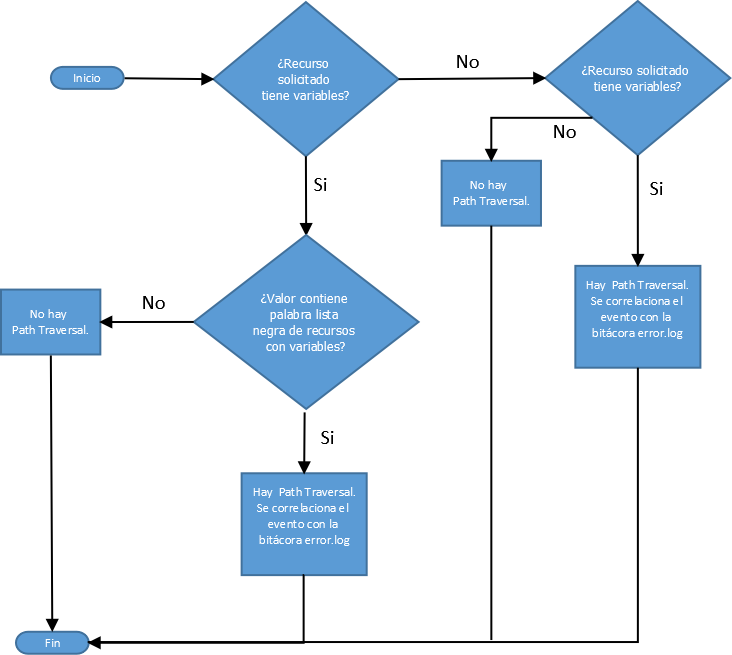 Inicio
¿Recurso
solicitado
tiene variables?
No
¿Recurso solicitado
tiene variables?
No
Si
No hay
Path Traversal.
Si
Hay Path Traversal.
Se correlaciona el
evento con la
bitácora error.log
¿Valor contiene
palabra lista
negra de recursos
con variables?
No
No hay
Path Traversal.
Si
Hay Path Traversal.
Se correlaciona el
evento con la
bitácora error.log
Fin